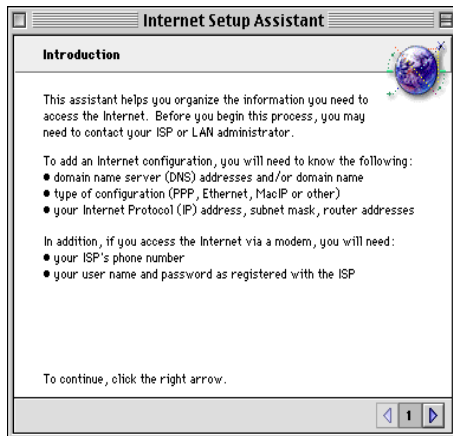 Internet Setup Assistant
Introduction
This assistant helps you organize the information you need to
access the Internet. Before you begin this process, you may
need to contact your ISP or LAN administrator.
To add an Internet configuration, you will need to know the following:
● domain name server (DNS) addresses and/or domain name
● type of configuration (PPP, Ethernet, MacIP or other)
● your Internet Protocol (IP) address, subnet mask, router addresses
In addition, if you access the Internet via a modem, you will need:
● your ISP's phone number
● your user name and password as registered with the ISP
To continue, click the right arrow.
1